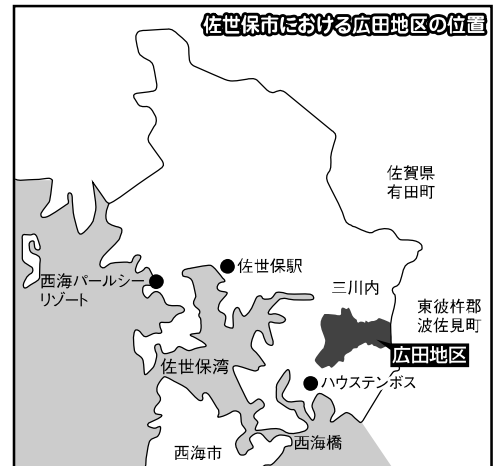 佐世保市における広田地区の位置
佐賀県
有田町
佐世保駅
西海パールシー
リゾート
三川内
東彼杵郡
波佐見町
広田地区
佐世保湾
ハウステンボス
西海橋
西海市